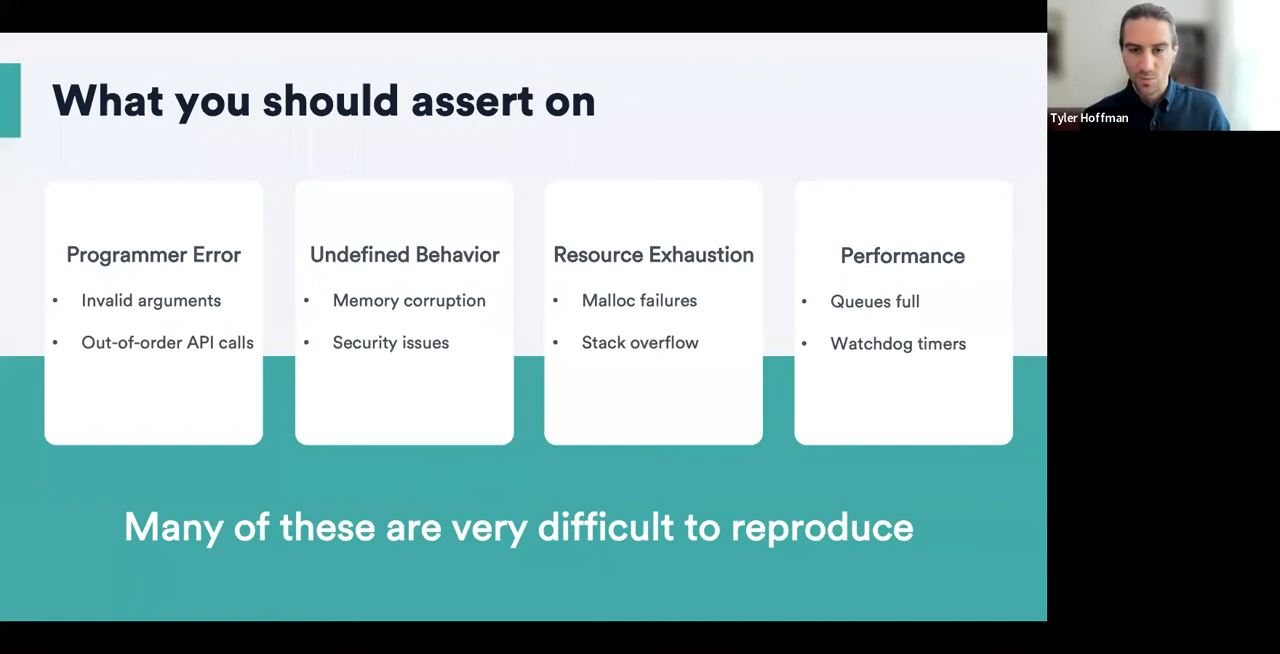 What you should assert on
Tyler Hoffman
Programmer Error
• Invalid arguments
• Out-of-order API calls
Undefined Behavior
• Memory corruption
• Security issues
Resource Exhaustion
• Malloc failures
• Stack overflow
Performance
• Queues full
• Watchdog timers
Many of these are very difficult to reproduce